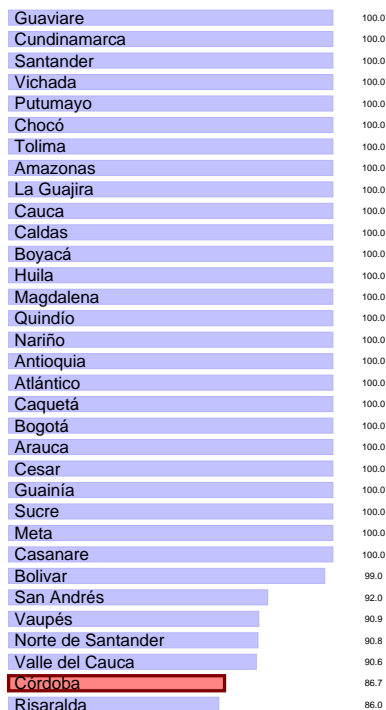 Guaviare 100.0
Cundinamarca 100.0
Santander 100.0
Vichada 100.0
Putumayo 100.0
Chocó 100.0
Tolima 100.0
Amazonas 100.0
La Guajira 100.0
Cauca 100.0
Caldas 100.0
Boyacá 100.0
Huila 100.0
Magdalena 100.0
Quindío 100.0
Nariño 100.0
Antioquia 100.0
Atlántico 100.0
Caquetá 100.0
Bogotá 100.0
Arauca 100.0
Cesar 100.0
Guainía 100.0
Sucre 100.0
Meta 100.0
Casanare 100.0
Bolivar 99.0
San Andrés 92.0
Vaupés 90.9
Norte de Santander 90.8
Valle del Cauca 90.6
Córdoba 86.7
Risaralda 86.0